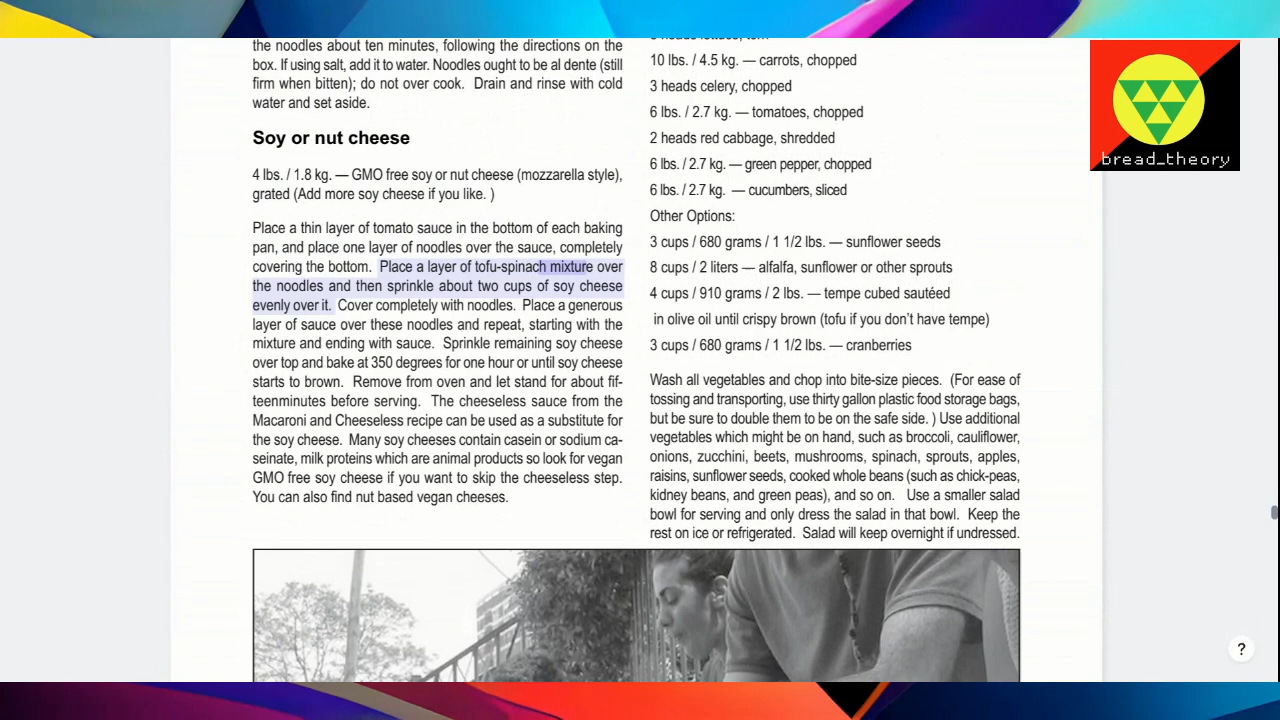 the noodles about ten minutes, following the directions on the
box. If using salt, add it to water. Noodles ought to be al dente (still
firm when bitten); do not over cook. Drain and rinse with cold
water and set aside.
Soy or nut cheese
4 lbs. / 1.8 kg. — GMO free soy or nut cheese (mozzarella style),
grated (Add more soy cheese if you like. )
Place a thin layer of tomato sauce in the bottom of each baking
pan, and place one layer of noodles over the sauce, completely
covering the bottom. Place a layer of tofu-spinach mixture over
the noodles and then sprinkle about two cups of soy cheese
evenly over it. Cover completely with noodles. Place a generous
layer of sauce over these noodles and repeat, starting with the
mixture and ending with sauce. Sprinkle remaining soy cheese
over top and bake at 350 degrees for one hour or until soy cheese
starts to brown. Remove from oven and let stand for about fif-
teenminutes before serving. The cheeseless sauce from the
Macaroni and Cheeseless recipe can be used as a substitute for
the soy cheese. Many soy cheeses contain casein or sodium ca-
seinate, milk proteins which are animal products so look for vegan
GMO free soy cheese if you want to skip the cheeseless step.
You can also find nut based vegan cheeses.
10 lbs. / 4.5 kg. — carrots, chopped
3 heads celery, chopped
6 lbs. / 2.7 kg. — tomatoes, chopped
2 heads red cabbage, shredded
6 lbs. / 2.7 kg. — green pepper, chopped
6 lbs. / 2.7 kg. — cucumbers, sliced
Other Options:
3 cups / 680 grams / 1 1/2 lbs. — sunflower seeds
8 cups / 2 liters — alfalfa, sunflower or other sprouts
4 cups / 910 grams / 2 lbs. — tempe cubed sautéed
in olive oil until crispy brown (tofu if you don't have tempe)
3 cups / 680 grams / 1 1/2 lbs. — cranberries
Wash all vegetables and chop into bite-size pieces. (For ease of
tossing and transporting, use thirty gallon plastic food storage bags,
but be sure to double them to be on the safe side. ) Use additional
vegetables which might be on hand, such as broccoli, cauliflower,
onions, zucchini, beets, mushrooms, spinach, sprouts, apples,
raisins, sunflower seeds, cooked whole beans (such as chick-peas,
kidney beans, and green peas), and so on. Use a smaller salad
bowl for serving and only dress the salad in that bowl. Keep the
rest on ice or refrigerated. Salad will keep overnight if undressed.
bread_theory
?